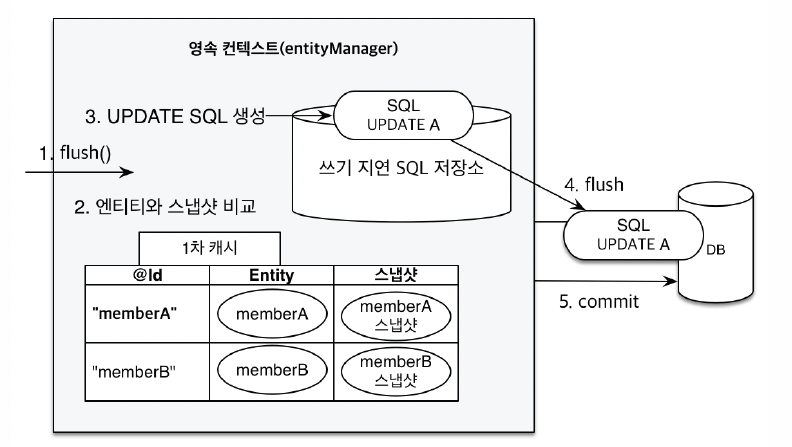 영속 컨텍스트(entityManager)
3. UPDATE SQL 생성
SQL
UPDATE A
쓰기 지연 SQL 저장소
1. flush()
2. 엔티티와 스냅샷 비교
4. flush
SQL
UPDATE A
DB
5. commit
1차 캐시
@Id Entity 스냅샷
"memberA" memberA memberA
스냅샷
"memberB" memberB memberB
스냅샷